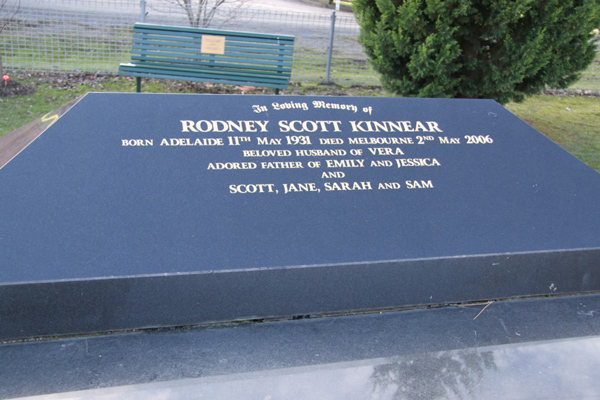 In Loving Memory of
RODNEY SCOTT KINNEAR
BORN ADELAIDE 11TH MAY 1931 DIED MELBOURNE 2ND MAY 2006
BELOVED HUSBAND OF VERA
ADORED FATHER OF EMILY AND JESSICA
AND
SCOTT, JANE, SARAH AND SAM